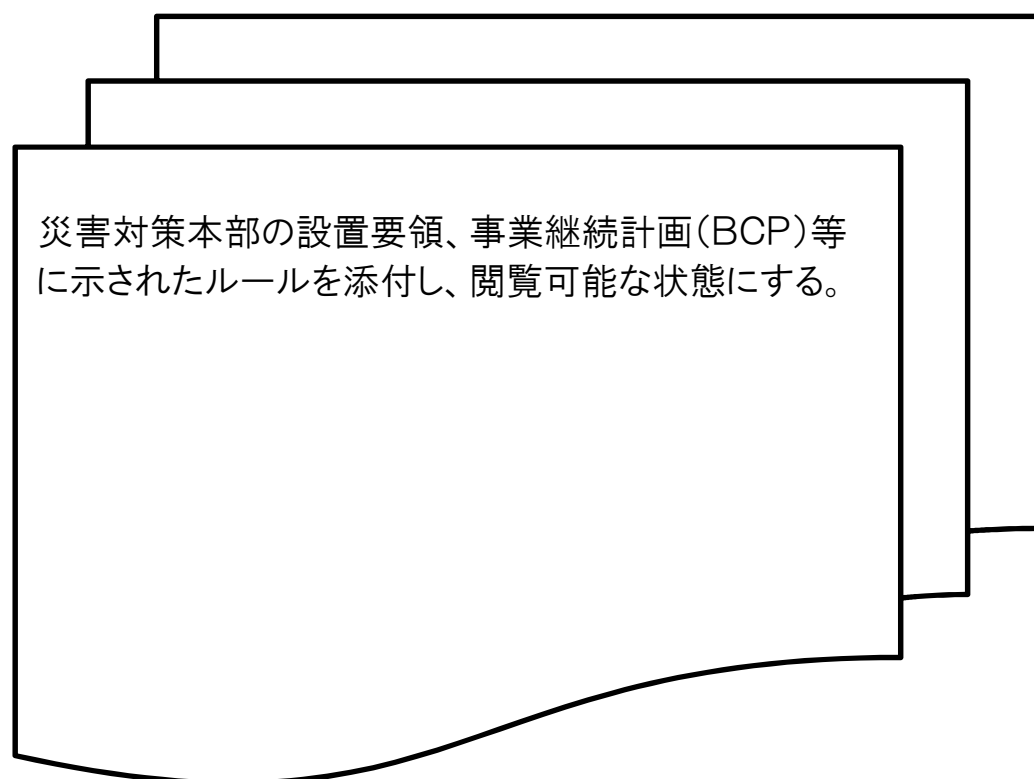 災害対策本部の設置要領、事業継続計画(BCP)等
に示されたルールを添付し、閲覧可能な状態にする。